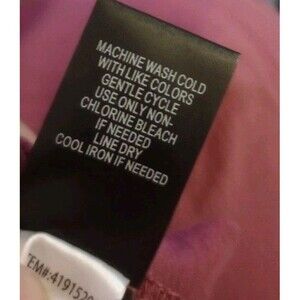 MACHINE WASH COLD
WITH LIKE COLORS
GENTLE CYCLE
USE ONLY NON-
CHLORINE BLEACH
IF NEEDED
LINE DRY
COOL IRON IF NEEDED